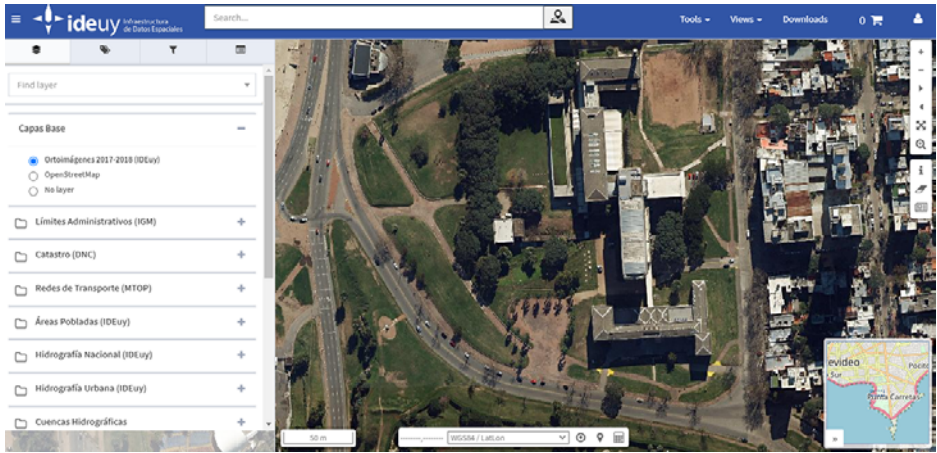 ideuy Infraestructura
de Datos Espaciales
Search...
Tools
Views
Downloads
0
Find layer
Capas Base
Ortoimágenes 2017-2018 (IDEuy)
OpenStreetMap
No layer
Límites Administrativos (IGM)
Catastro (DNC)
Redes de Transporte (MTOP)
Áreas Pobladas (IDEuy)
Hidrografía Nacional (IDEuy)
Hidrografía Urbana (IDEuy)
Cuencas Hidrográficas
50 m
WGS84 / LatLon
evideo
Pocit
Sur
Punta Carretas